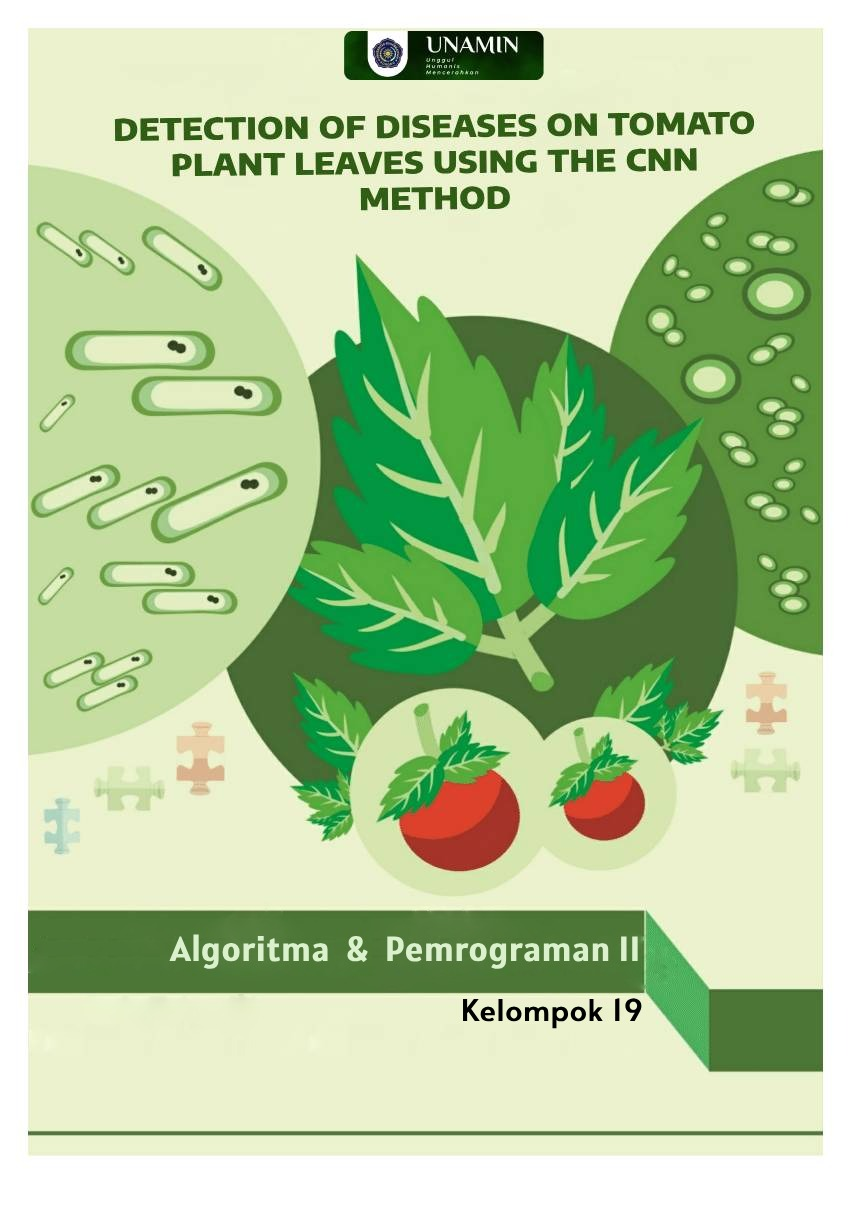 UNAMIN
Unggul
Humanis
Mencerahkan
DETECTION OF DISEASES ON TOMATO
PLANT LEAVES USING THE CNN
METHOD
Algoritma & Pemrograman II
Kelompok 19